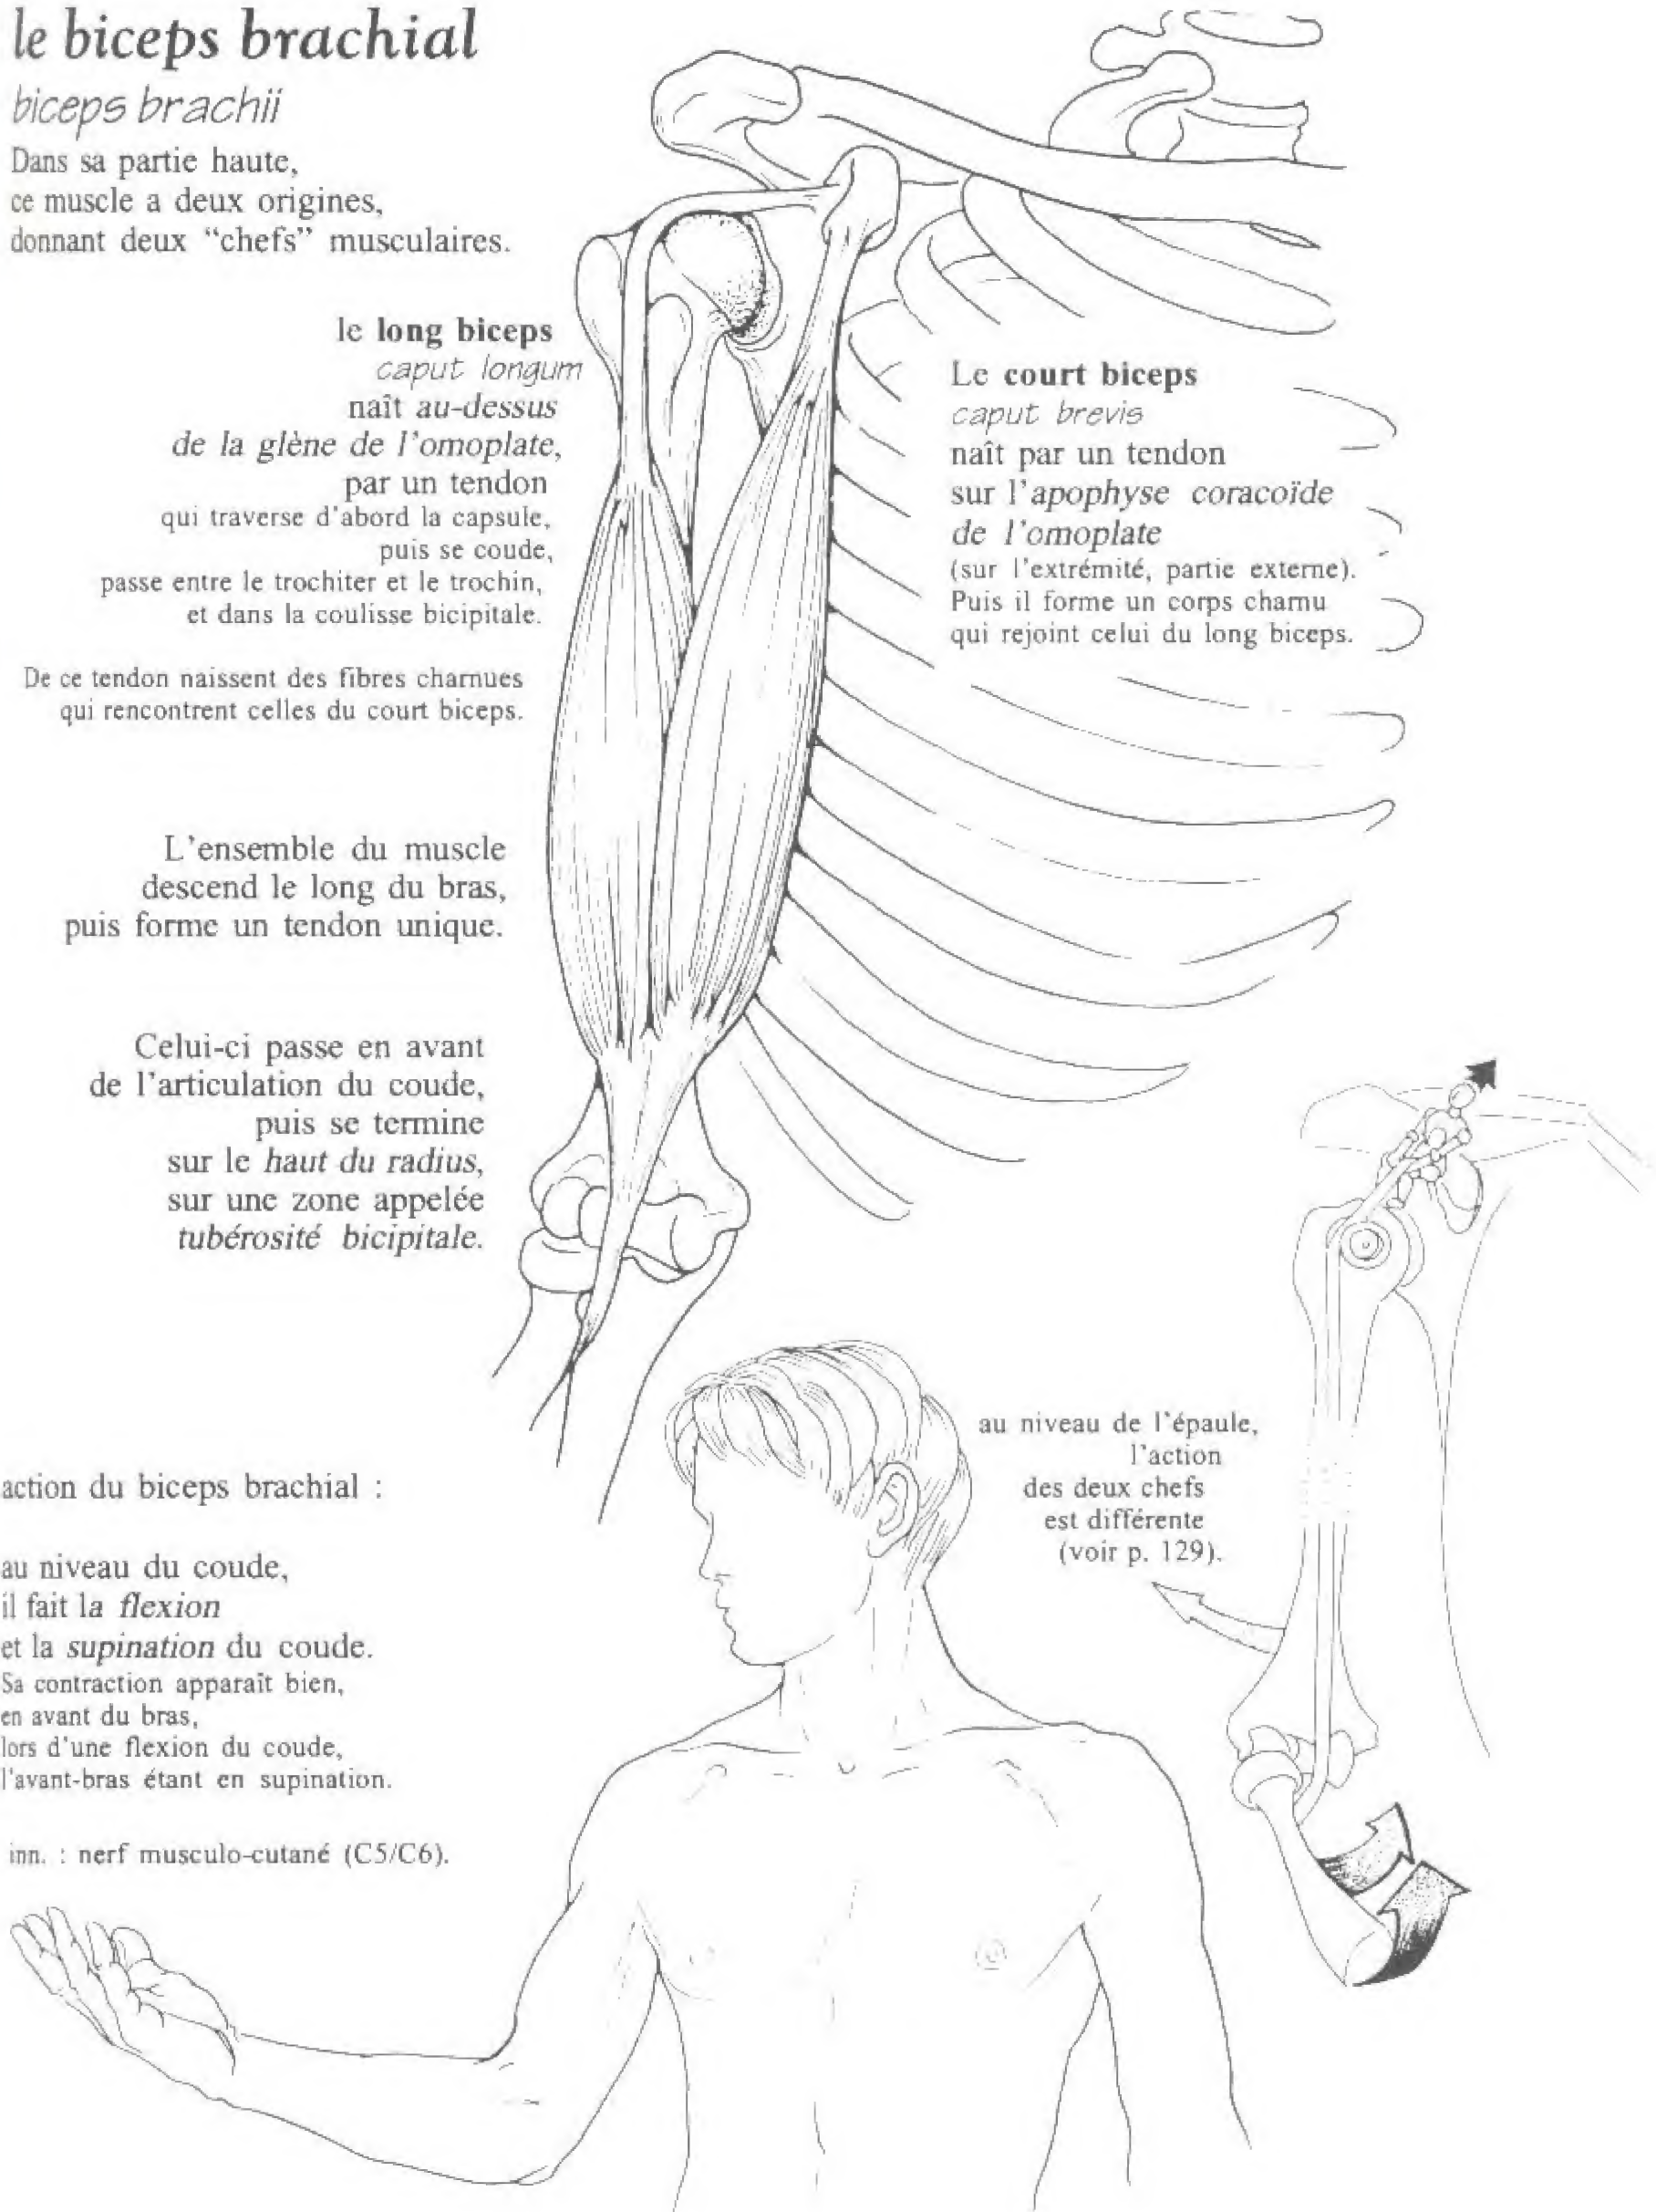 le biceps brachial
biceps brachii
Dans sa partie haute,
ce muscle a deux origines,
donnant deux “chefs” musculaires.
le long biceps
caput longum
naît au-dessus
de la glène de l'omoplate,
par un tendon
qui traverse d'abord la capsule,
puis se coude,
passe entre le trochiter et le trochin,
et dans la coulisse bicipitale.
De ce tendon naissent des fibres charnues
qui rencontrent celles du court biceps.
Le court biceps
caput brevis
naît par un tendon
sur l'apophyse coracoïde
de l'omoplate
(sur l'extrémité, partie externe).
Puis il forme un corps charnu
qui rejoint celui du long biceps.
L'ensemble du muscle
descend le long du bras,
puis forme un tendon unique.
Celui-ci passe en avant
de l'articulation du coude,
puis se termine
sur le haut du radius,
sur une zone appelée
tubérosité bicipitale.
au niveau de l'épaule,
l'action
des deux chefs
est différente
(voir p. 129).
action du biceps brachial :
au niveau du coude,
il fait la flexion
et la supination du coude.
Sa contraction apparaît bien,
en avant du bras,
lors d'une flexion du coude,
l'avant-bras étant en supination.
inn. : nerf musculo-cutané (C5/C6).